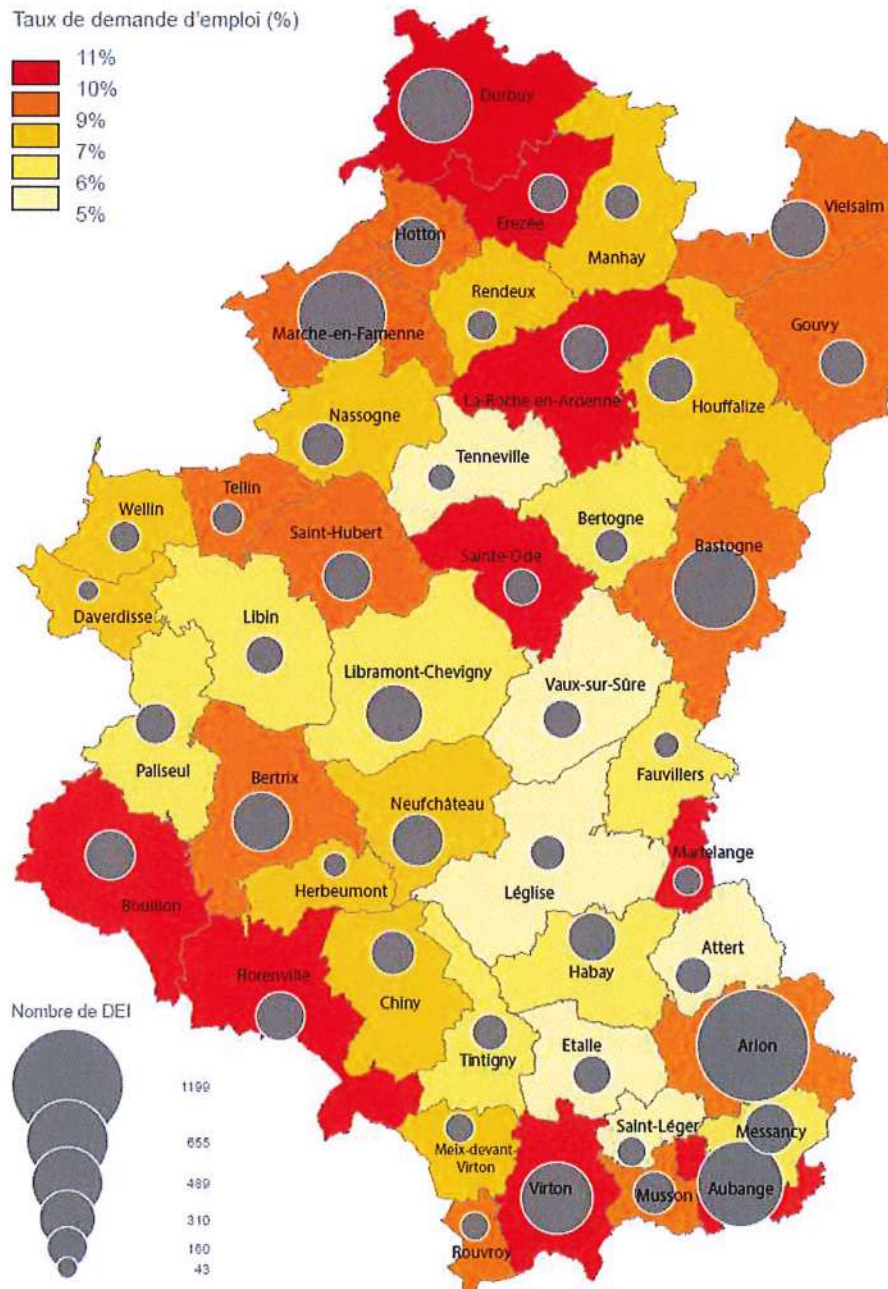 Taux de demande d'emploi (%)
11%
10%
9%
7%
6%
5%
Durbuy
Erezée
Manhay
Vielsalm
Hotton
Rendeux
Marche-en-Famenne
Gouvy
La-Roche-en-Ardenne
Houffalize
Nassogne
Tenneville
Tellin
Wellin
Saint-Hubert
Bertogne
Bastogne
Sainte-Ode
Daverdisse
Libin
Libramont-Chevigny
Vaux-sur-Sûre
Paliseul
Fauvillers
Bertrix
Neufchâteau
Martelange
Herbeumont
Léglise
Bouillon
Attert
Florenville
Habay
Chiny
Nombre de DEI
Arlon
Tintigny
Etalle
1199
Saint-Léger
Messancy
655
Meix-devant-
Virton
489
Virton
Musson
Aubange
310
Rouvroy
160
43